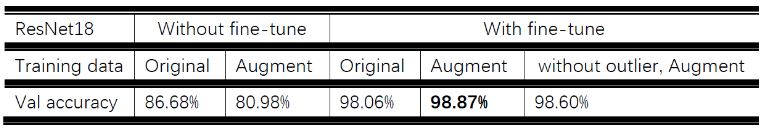 ResNet18 Without fine-tune With fine-tune
Training data Original Augment Original Augment without outlier, Augment
Val accuracy 86.68% 80.98% 98.06% 98.87% 98.60%